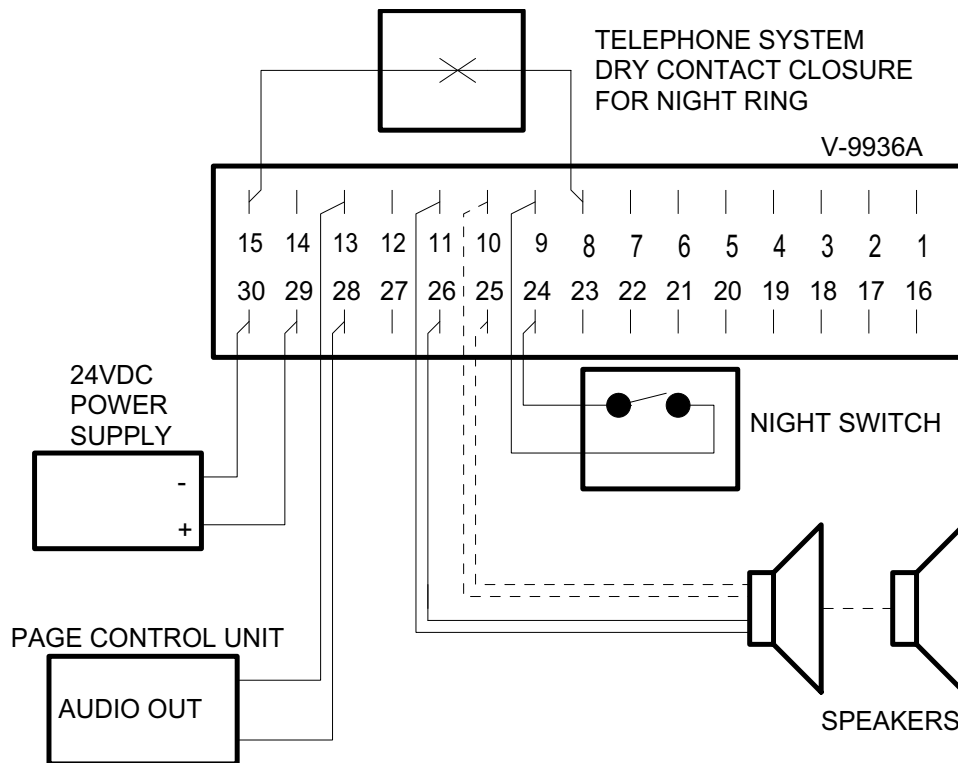 TELEPHONE SYSTEM
DRY CONTACT CLOSURE
FOR NIGHT RING
V-9936A
15 14 13 12 11 10 9 8 7 6 5 4 3 2 1
30 29 28 27 26 25 24 23 22 21 20 19 18 17 16
24VDC
POWER
SUPPLY
-
+
NIGHT SWITCH
PAGE CONTROL UNIT
AUDIO OUT
SPEAKERS